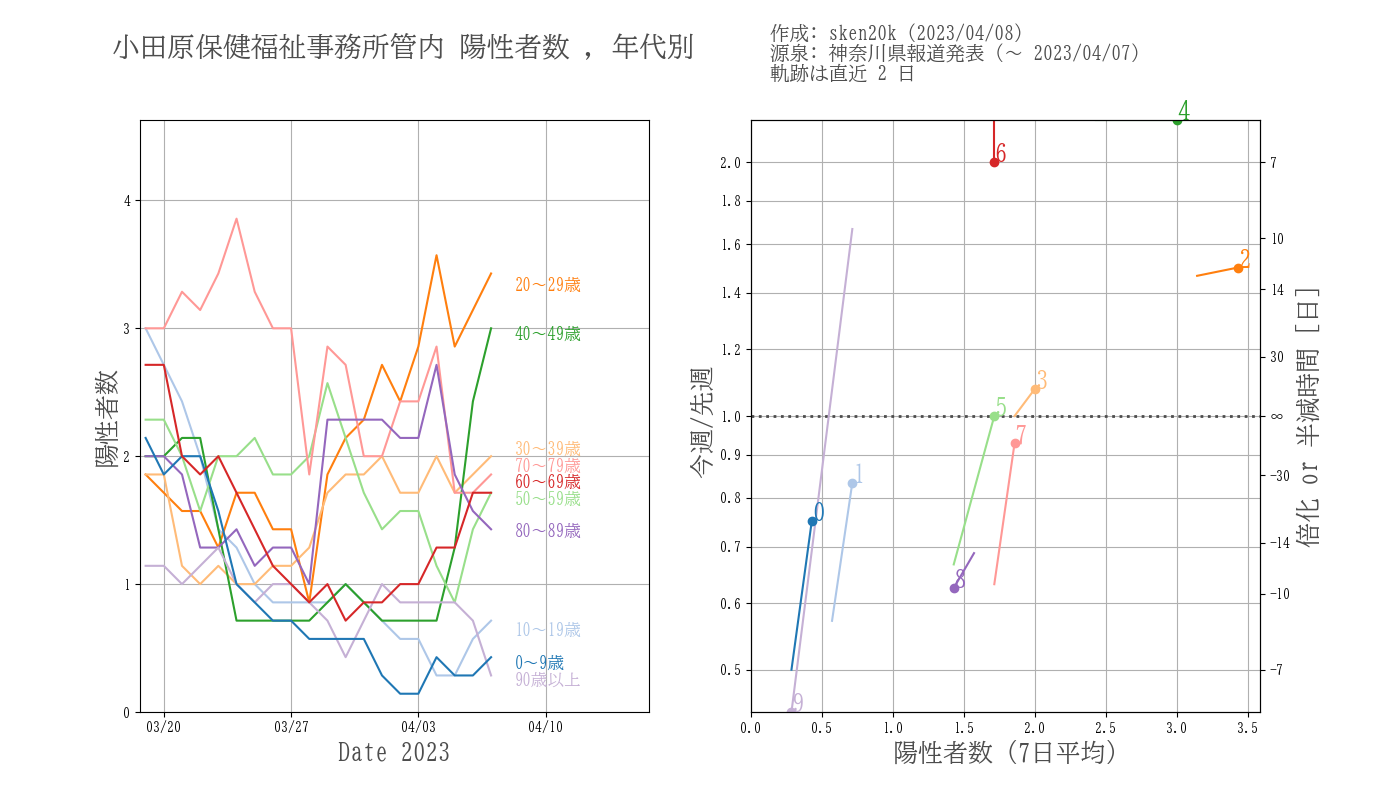 小田原保健福祉事務所管内 陽性者数 , 年代別
作成: sken20k (2023/04/08)
源泉: 神奈川県報道発表 (〜 2023/04/07)
軌跡は直近 2 日
陽性者数
4
3
2
1
0
03/20
03/27
04/03
04/10
Date 2023
20〜29歳
40〜49歳
30〜39歳
70〜79歳
60〜69歳
50〜59歳
80〜89歳
10〜19歳
0〜9歳
90歳以上
今週/先週
2.0
1.8
1.6
1.4
1.2
1.0
0.9
0.8
0.7
0.6
0.5
4
6
2
3
5
7
1
0
8
9
0.0
0.5
1.0
1.5
2.0
2.5
3.0
3.5
陽性者数 (7日平均)
7
10
14
30
∞
−30
−14
−10
−7
倍化 or 半減時間 [日]